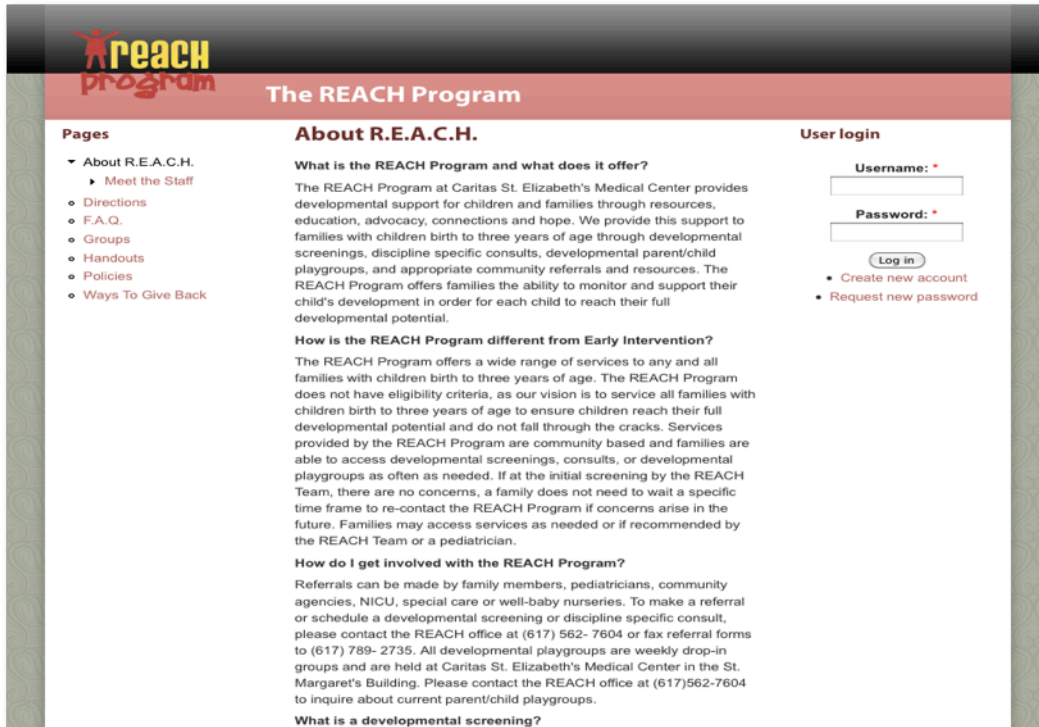 reach
program
The REACH Program
Pages
About R.E.A.C.H.
Meet the Staff
Directions
F.A.Q.
Groups
Handouts
Policies
Ways To Give Back
About R.E.A.C.H.
What is the REACH Program and what does it offer?
The REACH Program at Caritas St. Elizabeth's Medical Center provides
developmental support for children and families through resources,
education, advocacy, connections and hope. We provide this support to
families with children birth to three years of age through developmental
screenings, discipline specific consults, developmental parent/child
playgroups, and appropriate community referrals and resources. The
REACH Program offers families the ability to monitor and support their
child's development in order for each child to reach their full
developmental potential.
How is the REACH Program different from Early Intervention?
The REACH Program offers a wide range of services to any and all
families with children birth to three years of age. The REACH Program
does not have eligibility criteria, as our vision is to service all families with
children birth to three years of age to ensure children reach their full
developmental potential and do not fall through the cracks. Services
provided by the REACH Program are community based and families are
able to access developmental screenings, consults, or developmental
playgroups as often as needed. If at the initial screening by the REACH
Team, there are no concerns, a family does not need to wait a specific
time frame to re-contact the REACH Program if concerns arise in the
future. Families may access services as needed or if recommended by
the REACH Team or a pediatrician.
How do I get involved with the REACH Program?
Referrals can be made by family members, pediatricians, community
agencies, NICU, special care or well-baby nurseries. To make a referral
or schedule a developmental screening or discipline specific consult,
please contact the REACH office at (617) 562- 7604 or fax referral forms
to (617) 789- 2735. All developmental playgroups are weekly drop-in
groups and are held at Caritas St. Elizabeth's Medical Center in the St.
Margaret's Building. Please contact the REACH office at (617)562-7604
to inquire about current parent/child playgroups.
What is a developmental screening?
User login
Username: *
Password: *
Log in
Create new account
Request new password